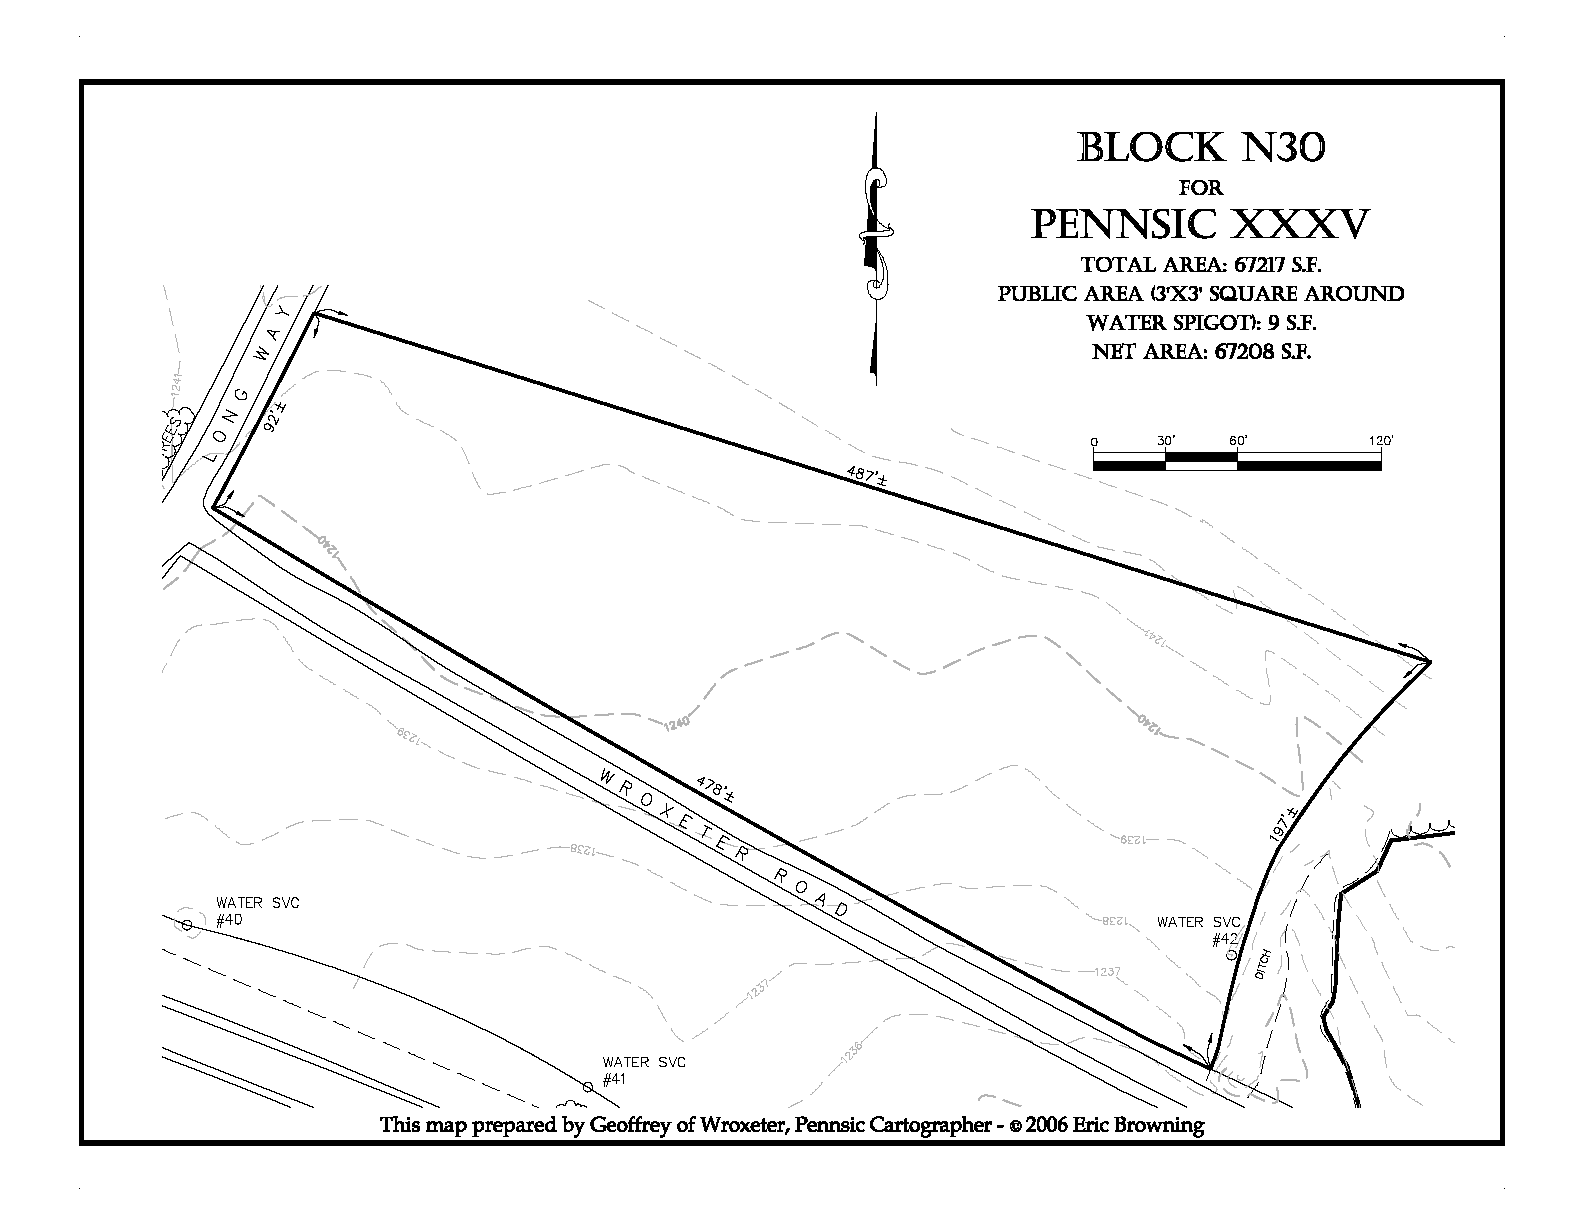 BLOCK N30
FOR
PENNSIC XXXV
TOTAL AREA: 67217 S.F.
PUBLIC AREA (3'X3' SQUARE AROUND
WATER SPIGOT): 9 S.F.
NET AREA: 67208 S.F.
0 30' 60' 120'
LONG WAY
1241
92'±
487'±
1240
1241
1240
1240
1239
478'±
WROXETER ROAD
197'±
1239
1238
WATER SVC
#40
1238
WATER SVC
#42
DITCH
1237
1237
1236
WATER SVC
#41
This map prepared by Geoffrey of Wroxeter, Pennsic Cartographer - © 2006 Eric Browning